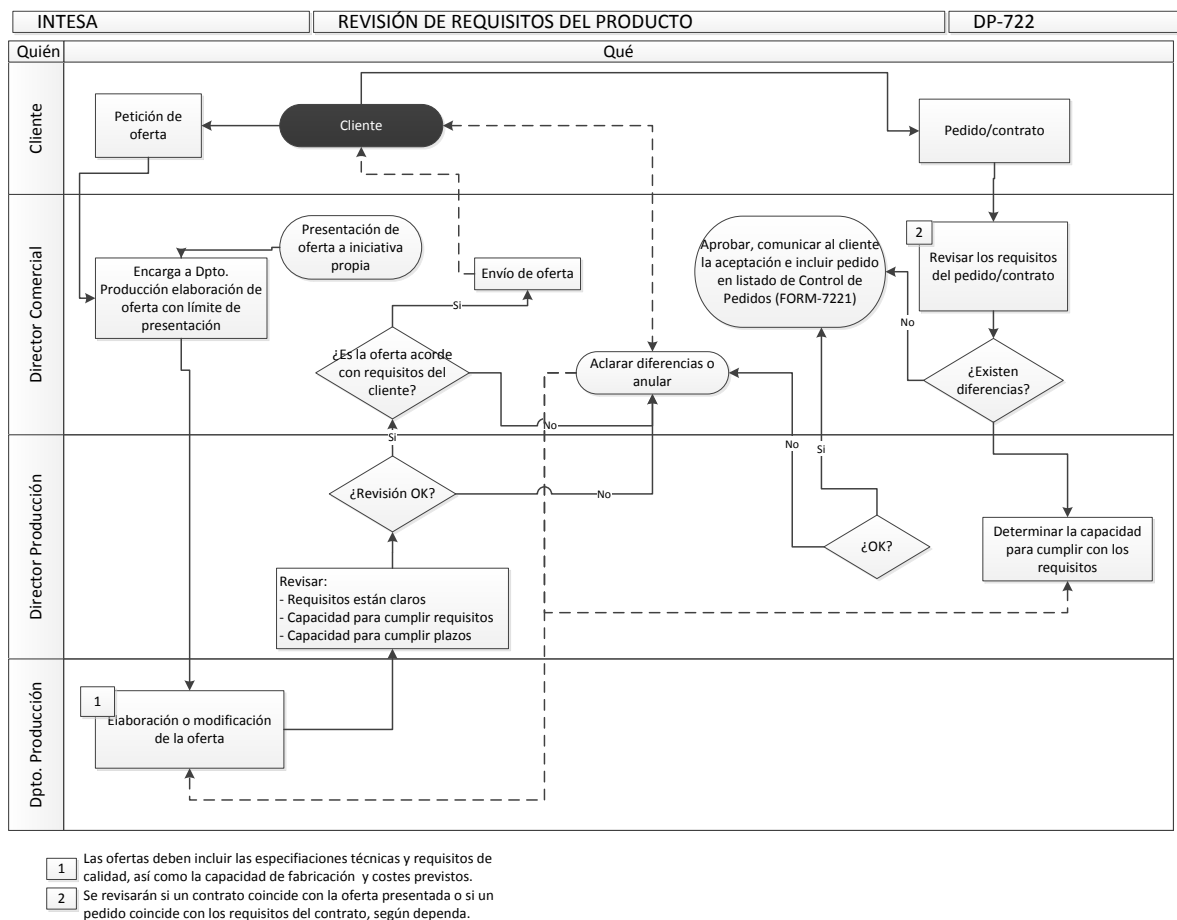 INTESA
REVISIÓN DE REQUISITOS DEL PRODUCTO
DP-722
Quién
Qué
Cliente
Petición de
oferta
Cliente
Pedido/contrato
Director Comercial
Presentación de
oferta a iniciativa
propia
Encarga a Dpto.
Producción elaboración de
oferta con límite de
presentación
Envío de oferta
Si
¿Es la oferta acorde
con requisitos del
cliente?
No
Aclarar diferencias o
anular
Aprobar, comunicar al cliente
la aceptación e incluir pedido
en listado de Control de
Pedidos (FORM-7221)
2
Revisar los requisitos
del pedido/contrato
No
¿Existen
diferencias?
Director Producción
Si
¿Revisión OK?
No
No
Si
¿OK?
Determinar la capacidad
para cumplir con los
requisitos
Revisar:
- Requisitos están claros
- Capacidad para cumplir requisitos
- Capacidad para cumplir plazos
Dpto. Producción
1
Elaboración o modificación
de la oferta
1
Las ofertas deben incluir las especifiaciones técnicas y requisitos de
calidad, así como la capacidad de fabricación y costes previstos.
2
Se revisarán si un contrato coincide con la oferta presentada o si un
pedido coincide con los requisitos del contrato, según dependa.